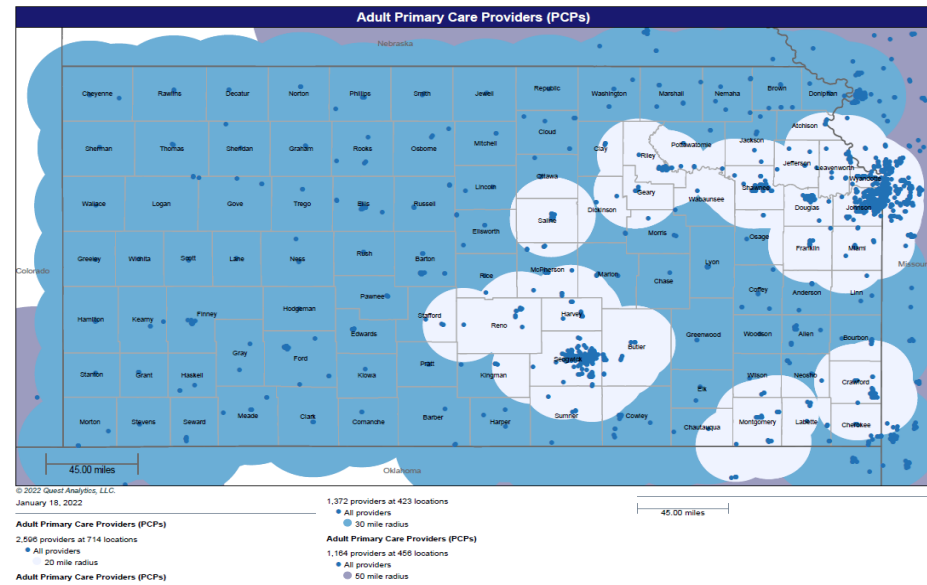 Adult Primary Care Providers (PCPs)
Nebraska
Cheyenne Rawlins Decatur Norton Phillips Smith Jewell Republic Washington Marshall Nemaha Brown Doniphan
Sherman Thomas Sheridan Graham Rooks Osborne Mitchell Cloud Clay Riley Pottawatomie Jackson Atchison
Jefferson Leavenworth
Wyandotte
Wallace Logan Gove Trego Ellis Russell Lincoln Ottawa Saline Dickinson Geary Wabaunsee Shawnee Douglas Johnson
Ellsworth Morris Osage Franklin Miami
Colorado
Greeley Wichita Scott Lane Ness Rush Barton Rice McPherson Marion Chase Lyon Coffey Anderson Linn
Missouri
Hamilton Kearny Finney Hodgeman Pawnee Stafford Reno Harvey
Gray Ford Edwards Pratt Kingman Sedgwick Butler Greenwood Woodson Allen Bourbon
Stanton Grant Haskell Kiowa Elk Wilson Neosho Crawford
Morton Stevens Seward Meade Clark Comanche Barber Harper Sumner Cowley Chautauqua Montgomery Labette Cherokee
45.00 miles
Oklahoma
© 2022 Quest Analytics, LLC.
January 18, 2022
Adult Primary Care Providers (PCPs)
2,596 providers at 714 locations
All providers
20 mile radius
Adult Primary Care Providers (PCPs)
1,372 providers at 423 locations
All providers
30 mile radius
Adult Primary Care Providers (PCPs)
1,164 providers at 456 locations
All providers
50 mile radius
45.00 miles